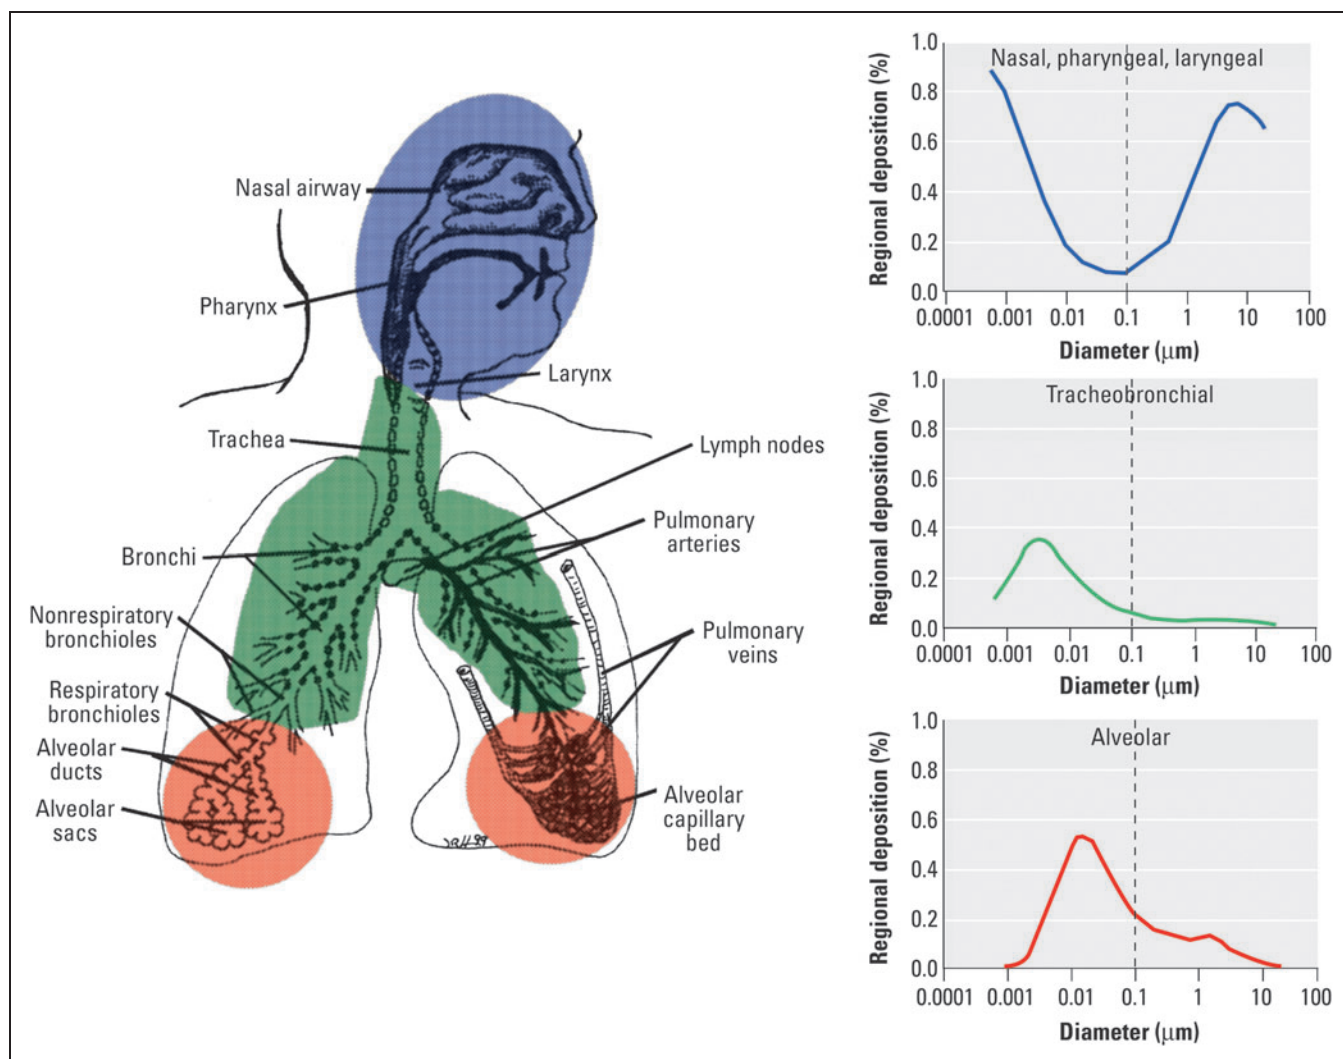 Nasal airway
Pharynx
Larynx
Trachea
Lymph nodes
Pulmonary
arteries
Bronchi
Nonrespiratory
bronchioles
Pulmonary
veins
Respiratory
bronchioles
Alveolar
ducts
Alveolar
sacs
Alveolar
capillary
bed
Nasal, pharyngeal, laryngeal
Regional deposition (%)
1.0
0.8
0.6
0.4
0.2
0.0
0.0001 0.001 0.01 0.1 1 10 100
Diameter (μm)
Tracheobronchial
Regional deposition (%)
1.0
0.8
0.6
0.4
0.2
0.0
0.0001 0.001 0.01 0.1 1 10 100
Diameter (μm)
Alveolar
Regional deposition (%)
1.0
0.8
0.6
0.4
0.2
0.0
0.0001 0.001 0.01 0.1 1 10 100
Diameter (μm)